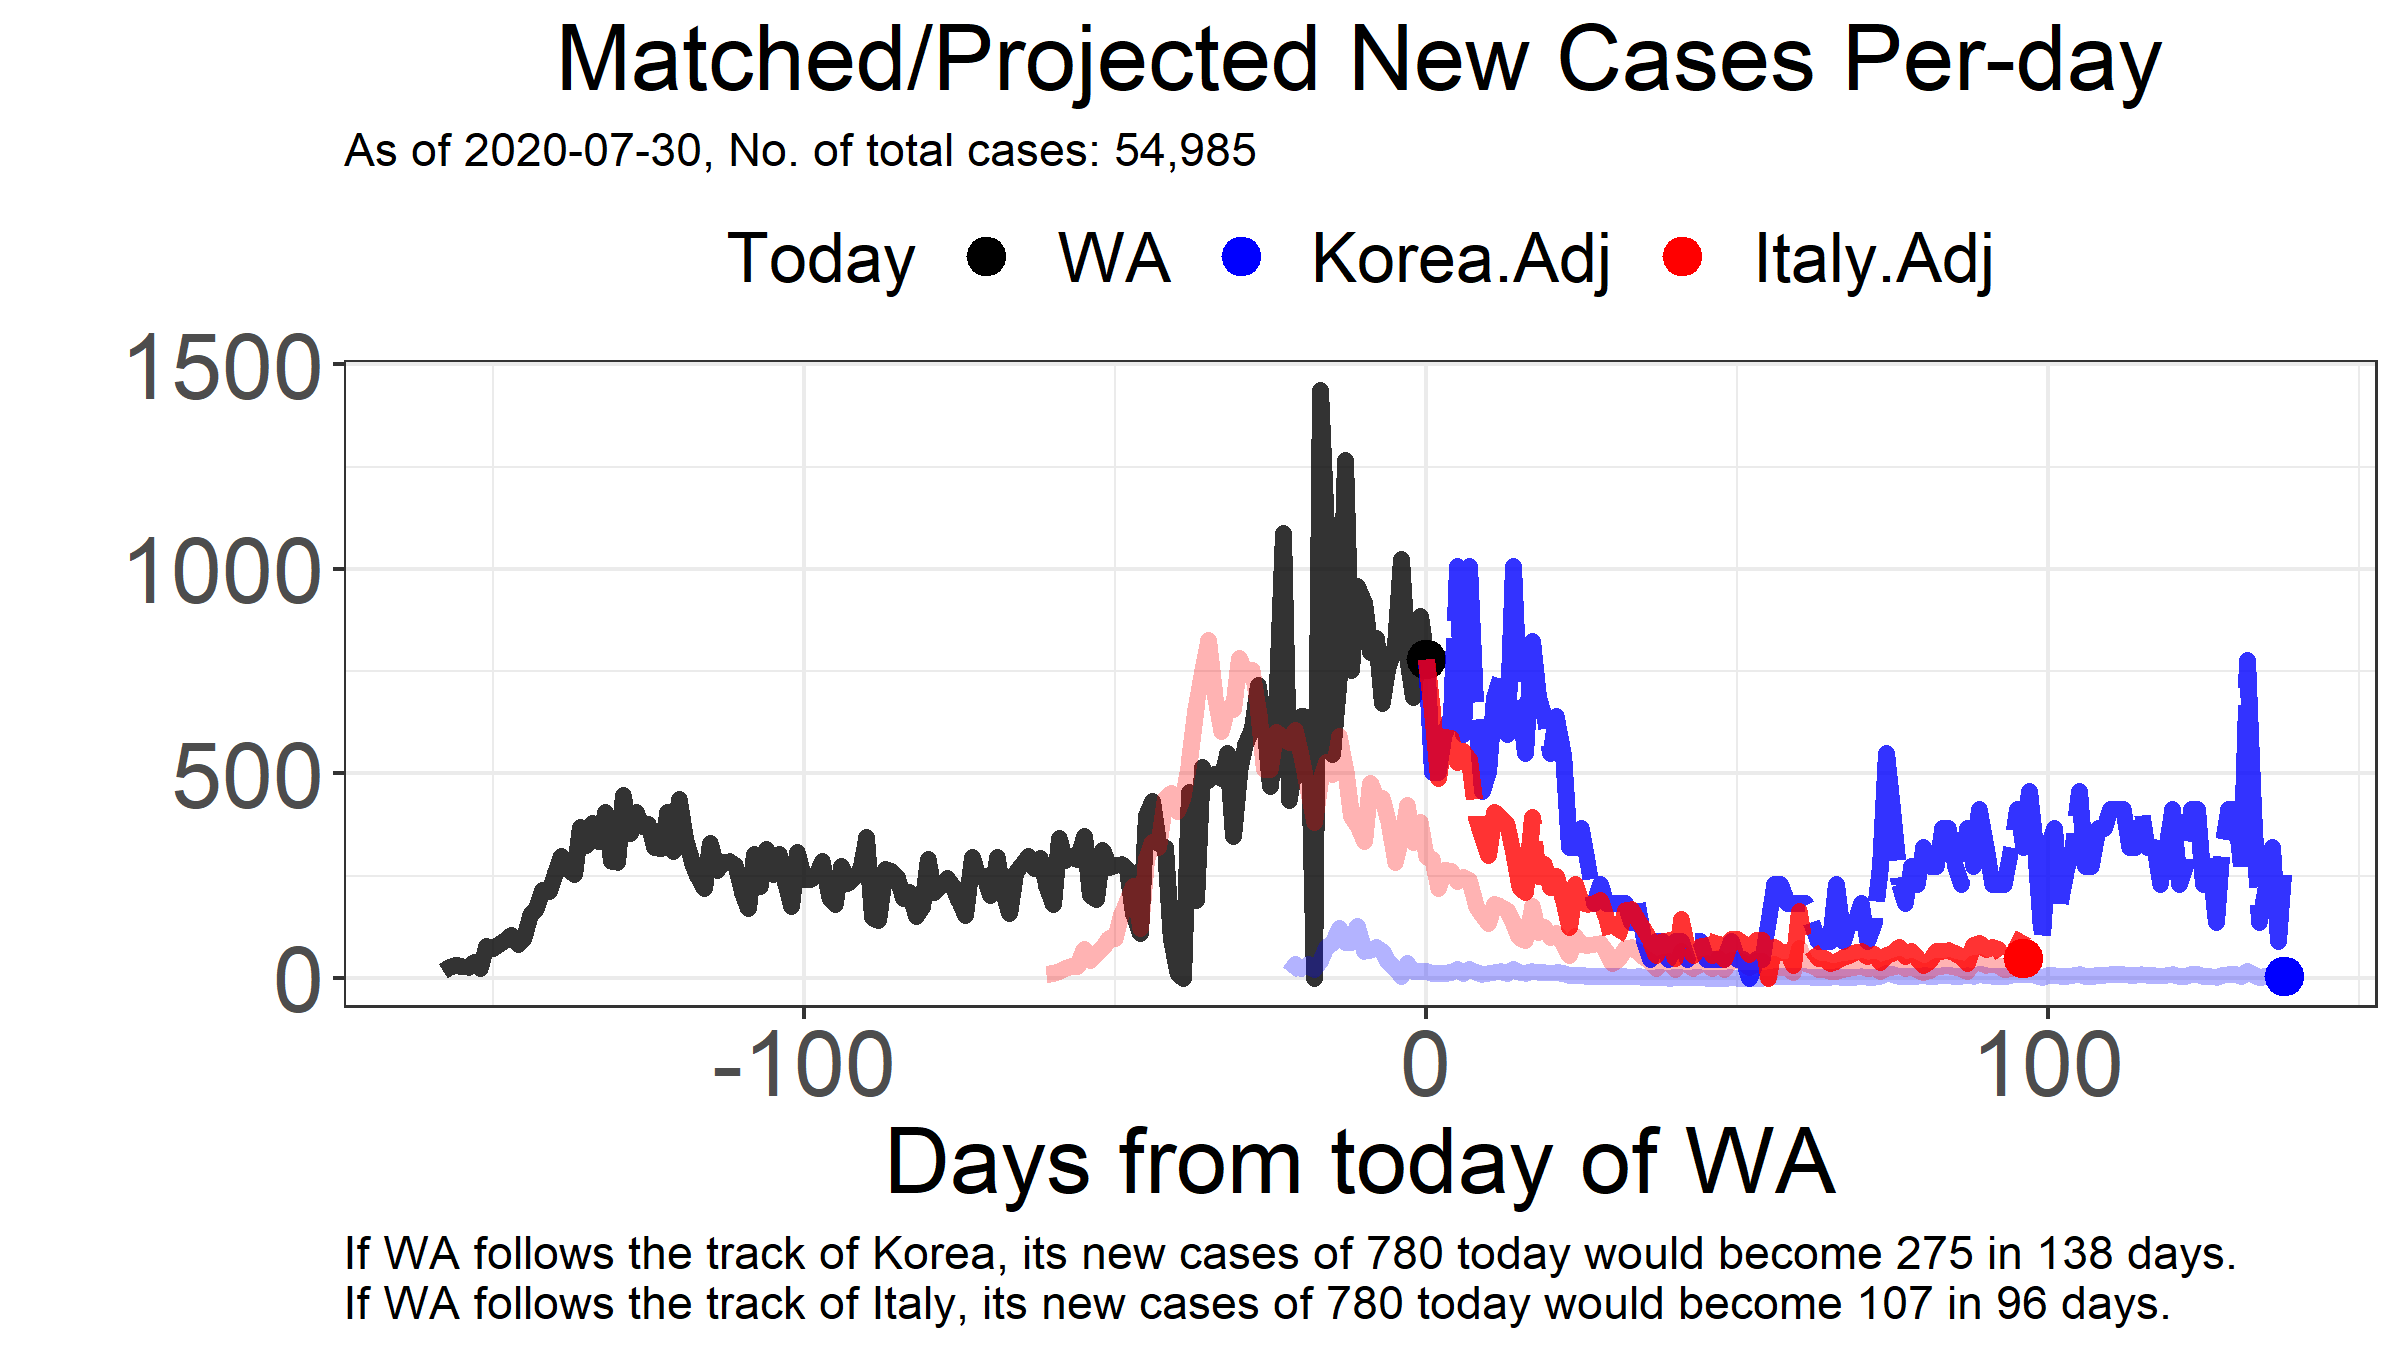 Matched/Projected New Cases Per-day
As of 2020-07-30, No. of total cases: 54,985
Today WA Korea.Adj Italy.Adj
1500
1000
500
0
-100 0 100
Days from today of WA
If WA follows the track of Korea, its new cases of 780 today would become 275 in 138 days.
If WA follows the track of Italy, its new cases of 780 today would become 107 in 96 days.